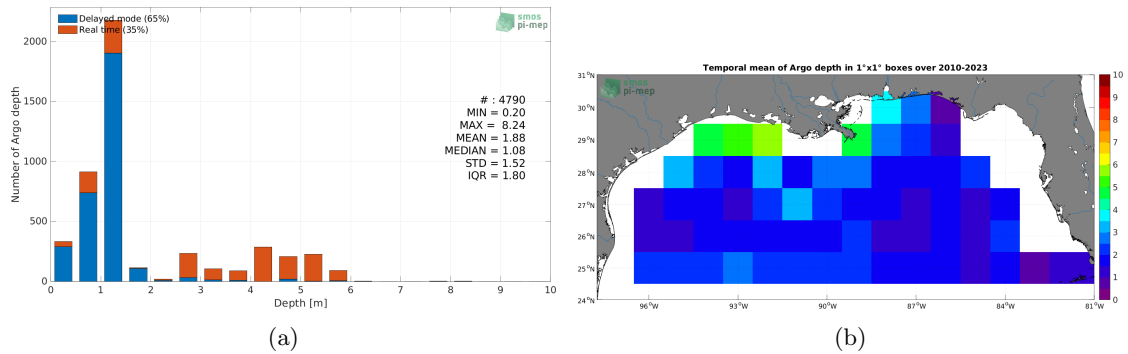 Delayed mode (65%)
Real time (35%)
smos
pi-mep
Number of Argo depth
2000
1500
1000
500
0
# : 4790
MIN = 0.20
MAX = 8.24
MEAN = 1.88
MEDIAN = 1.08
STD = 1.52
IQR = 1.80
0 1 2 3 4 5 6 7 8 9 10
Depth [m]
(a)
Temporal mean of Argo depth in 1°x1° boxes over 2010-2023
smos
pi-mep
31°N
30°N
29°N
28°N
27°N
26°N
25°N
24°N
96°W 93°W 90°W 87°W 84°W 81°W
10
9
8
7
6
5
4
3
2
1
0
(b)